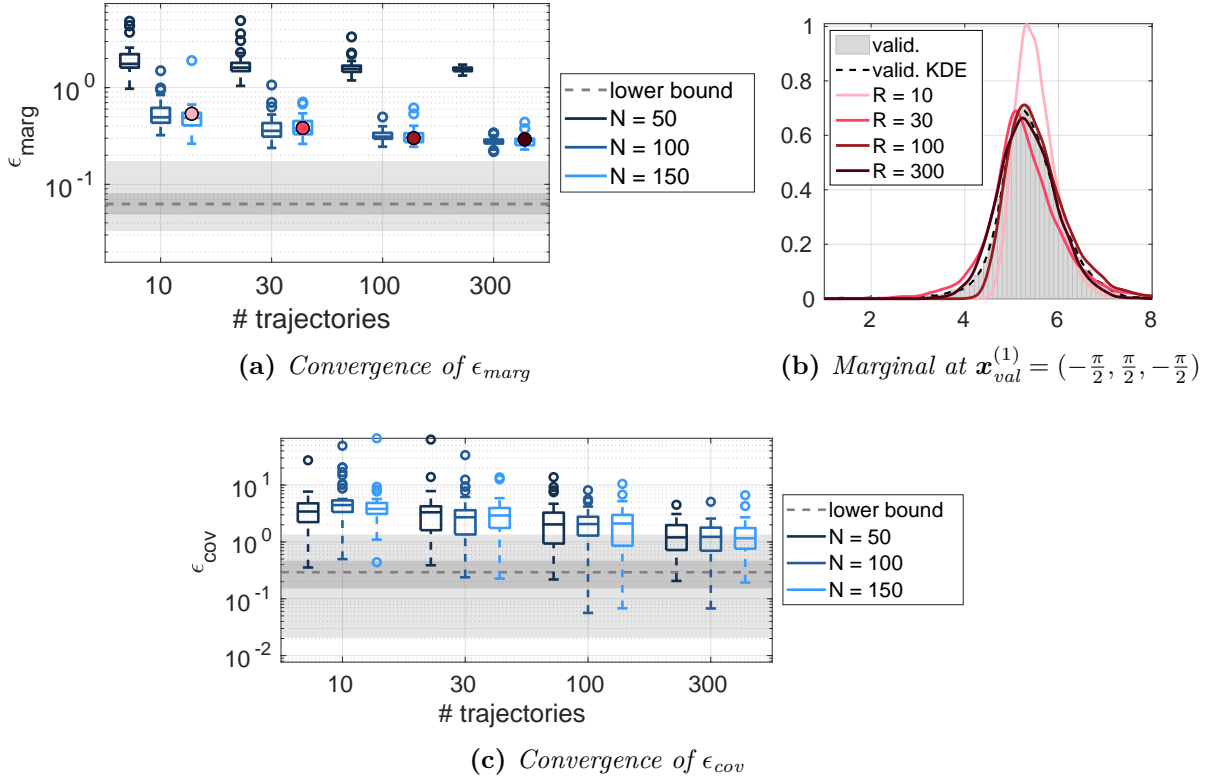 10^0
10^-1
ϵ_marg
10 30 100 300
# trajectories
lower bound
N = 50
N = 100
N = 150
(a) Convergence of ϵ_marg
1
0.8
0.6
0.4
0.2
0
valid.
valid. KDE
R = 10
R = 30
R = 100
R = 300
2 4 6 8
(b) Marginal at x_val^(1) = (−π/2, π/2, −π/2)
10^1
10^0
10^-1
10^-2
ϵ_cov
10 30 100 300
# trajectories
lower bound
N = 50
N = 100
N = 150
(c) Convergence of ϵ_cov